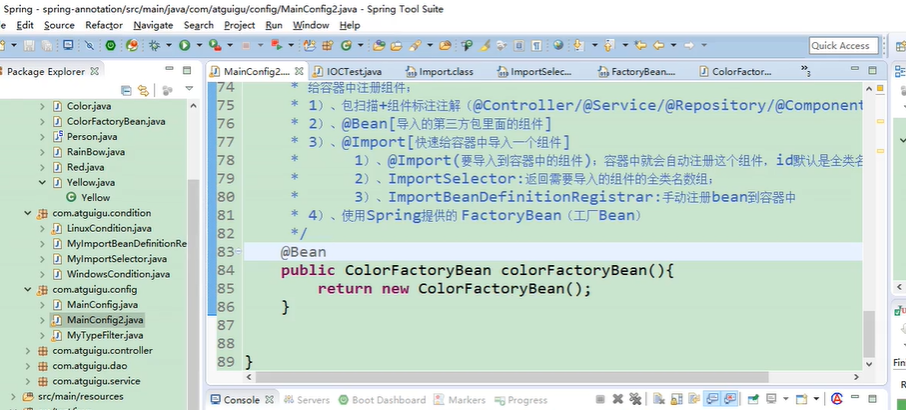 Spring - spring-annotation/src/main/java/com/atguigu/config/MainConfig2.java - Spring Tool Suite
File Edit Source Refactor Navigate Search Project Run Window Help
Quick Access
Package Explorer
Color.java
ColorFactoryBean.java
Person.java
RainBow.java
Red.java
Yellow.java
Yellow
com.atguigu.condition
LinuxCondition.java
MyImportBeanDefinitionRe
MyImportSelector.java
WindowsCondition.java
com.atguigu.config
MainConfig.java
MainConfig2.java
MyTypeFilter.java
com.atguigu.controller
com.atguigu.dao
com.atguigu.service
src/main/resources
MainConfig2.... IOCTest.java Import.class ImportSelec... FactoryBean.... ColorFactor... 3
74 * 给容器中注册组件;
75 * 1)、包扫描+组件标注注解(@Controller/@Service/@Repository/@Component
76 * 2)、@Bean[导入的第三方包里面的组件]
77 * 3)、@Import[快速给容器中导入一个组件]
78 * 1)、@Import(要导入到容器中的组件);容器中就会自动注册这个组件,id默认是全类名
79 * 2)、ImportSelector:返回需要导入的组件的全类名数组;
80 * 3)、ImportBeanDefinitionRegistrar:手动注册bean到容器中
81 * 4)、使用Spring提供的 FactoryBean(工厂Bean)
82 */
83 @Bean
84 public ColorFactoryBean colorFactoryBean(){
85 return new ColorFactoryBean();
86 }
87
88
89 }
Console Servers Boot Dashboard Markers Progress